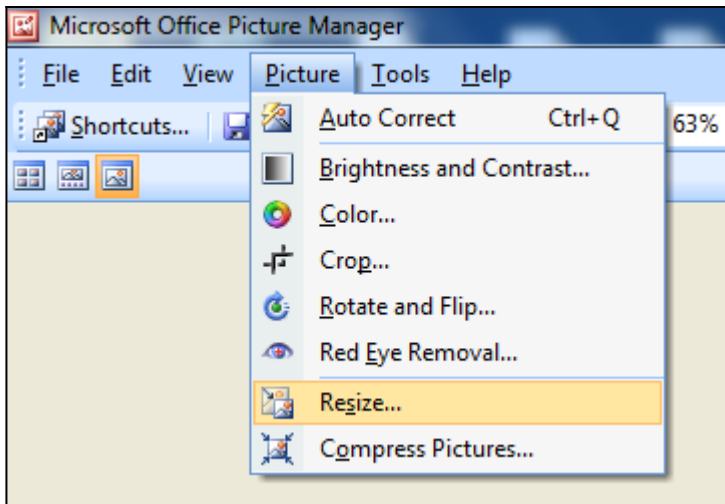 Microsoft Office Picture Manager
File Edit View Picture Tools Help
Shortcuts... 63%
Auto Correct Ctrl+Q
Brightness and Contrast...
Color...
Crop...
Rotate and Flip...
Red Eye Removal...
Resize...
Compress Pictures...